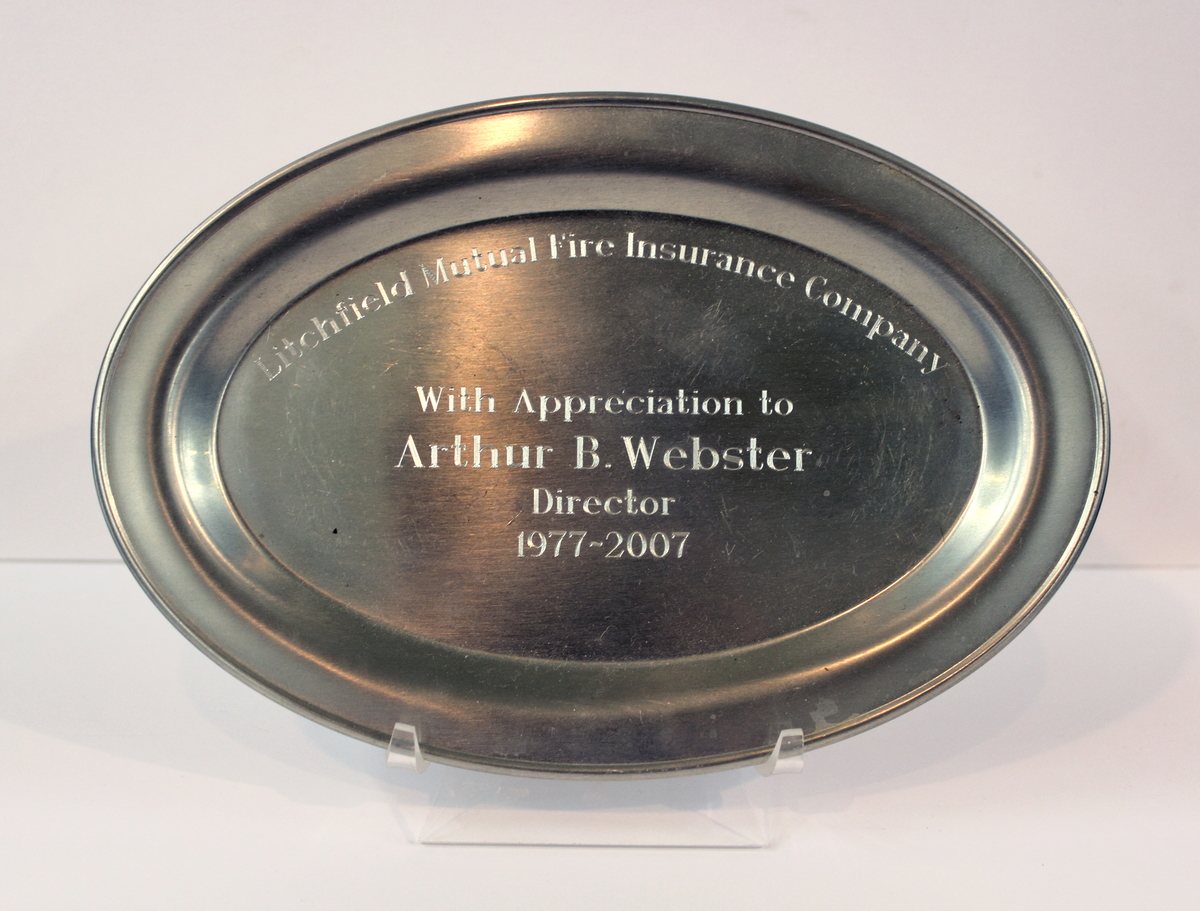 Litchfield Mutual Fire Insurance Company
With Appreciation to
Arthur B. Webster
Director
1977~2007